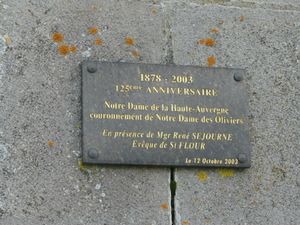 1878 - 2003
125ème ANNIVERSAIRE
Notre Dame de la Haute-Auvergne
couronnement de Notre Dame des Oliviers
En présence de Mgr René SEJOURNE
Evêque de St FLOUR
Le 12 Octobre 2003